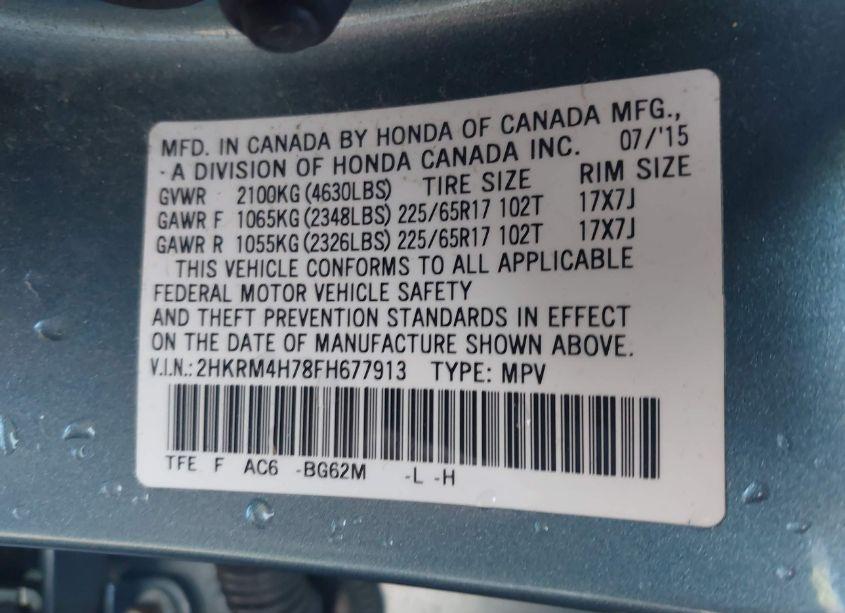 MFD. IN CANADA BY HONDA OF CANADA MFG.,
- A DIVISION OF HONDA CANADA INC. 07/'15
GVWR 2100KG (4630LBS) TIRE SIZE RIM SIZE
GAWR F 1065KG (2348LBS) 225/65R17 102T 17X7J
GAWR R 1055KG (2326LBS) 225/65R17 102T 17X7J
THIS VEHICLE CONFORMS TO ALL APPLICABLE
FEDERAL MOTOR VEHICLE SAFETY
AND THEFT PREVENTION STANDARDS IN EFFECT
ON THE DATE OF MANUFACTURE SHOWN ABOVE.
V.I.N.: 2HKRM4H78FH677913 TYPE: MPV
TFE F AC6 -BG62M -L -H